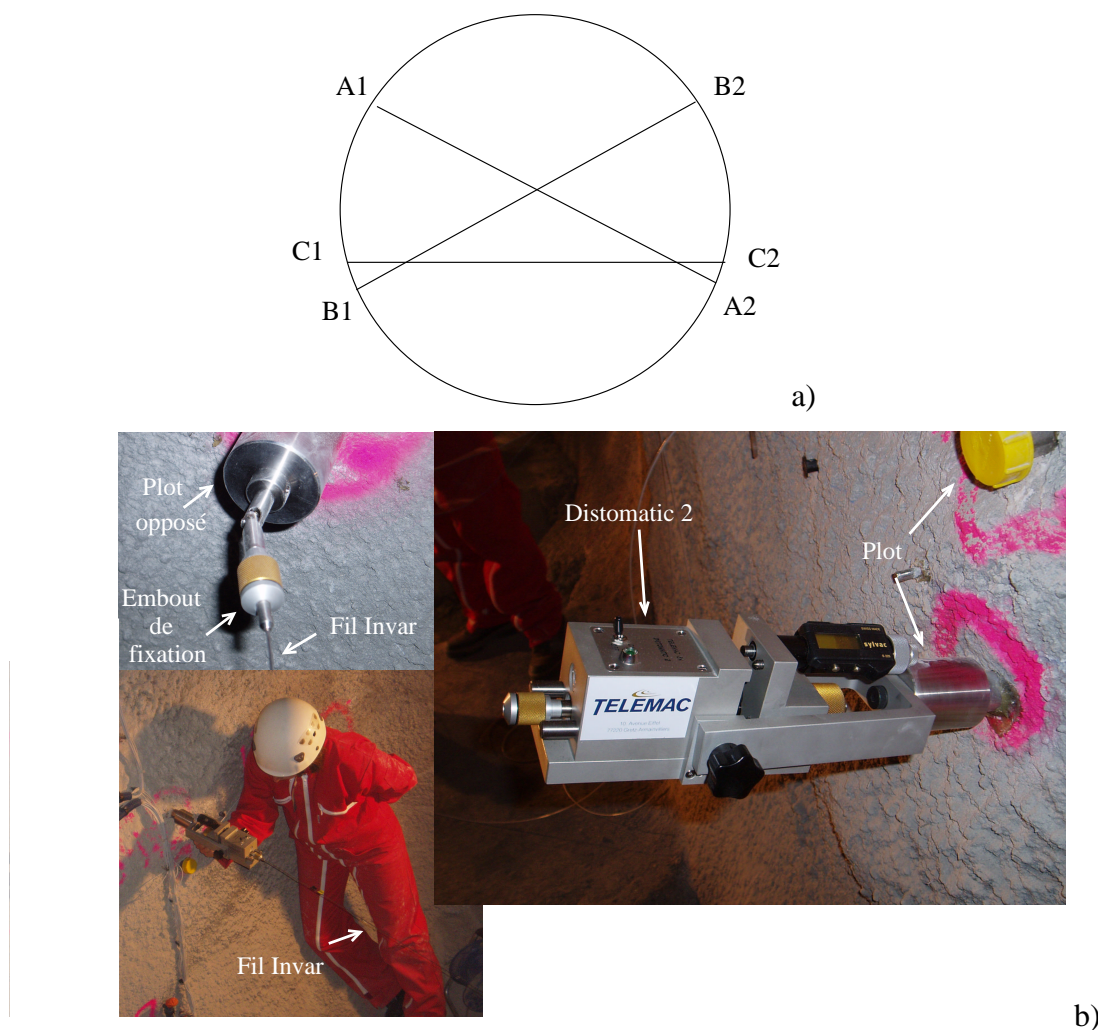 A1
B2
C1
C2
B1
A2
a)
Plot
opposé
Embout
de
fixation
Fil Invar
Distomatic 2
Plot
TELEMAC
sylvac
Fil Invar
b)